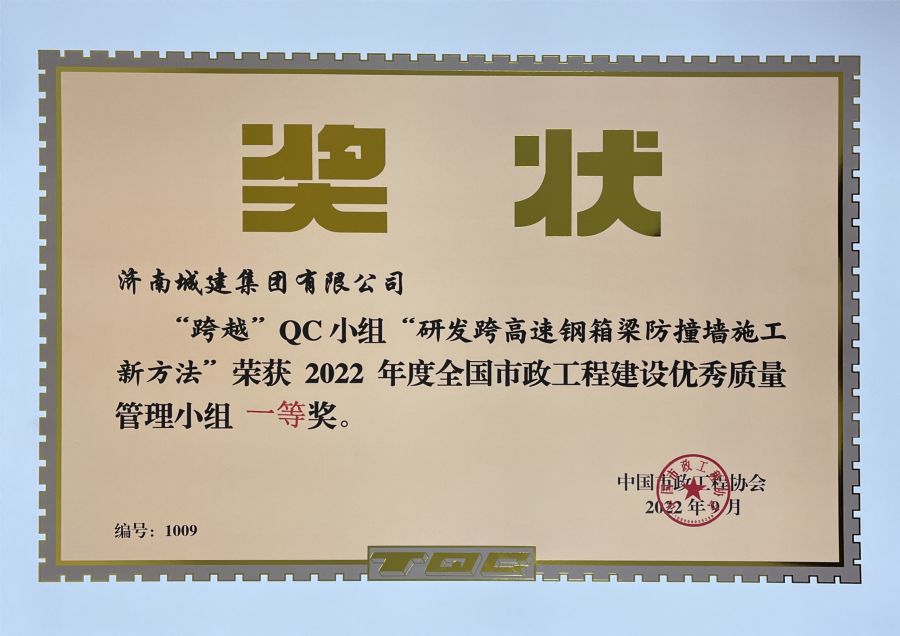 奖 状
济南城建集团有限公司
“跨越”QC小组“研发跨高速钢箱梁防撞墙施工
新方法”荣获 2022 年度全国市政工程建设优秀质量
管理小组 一等奖。
中国市政工程协会
2022年9月
编号：1009
TQC